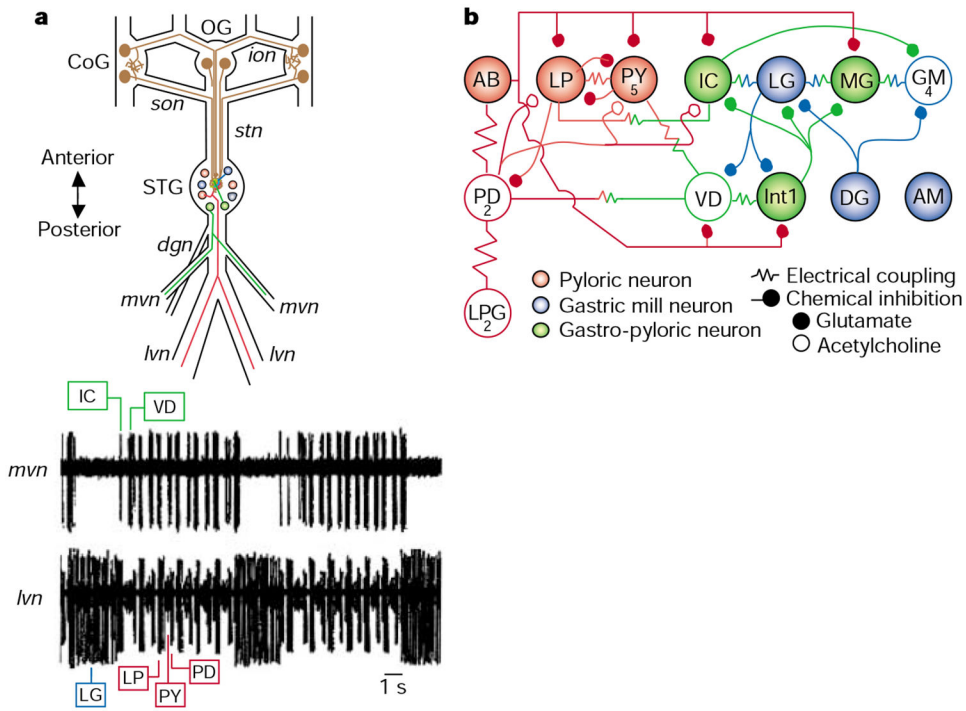 a
OG
CoG
ion
son
stn
Anterior
STG
Posterior
dgn
mvn
mvn
lvn
lvn
IC
VD
mvn
lvn
LG
LP
PY
PD
1 s
b
AB
LP
PY
5
IC
LG
MG
GM
4
PD
2
VD
Int1
DG
AM
LPG
2
Pyloric neuron
Gastric mill neuron
Gastro-pyloric neuron
Electrical coupling
Chemical inhibition
Glutamate
Acetylcholine